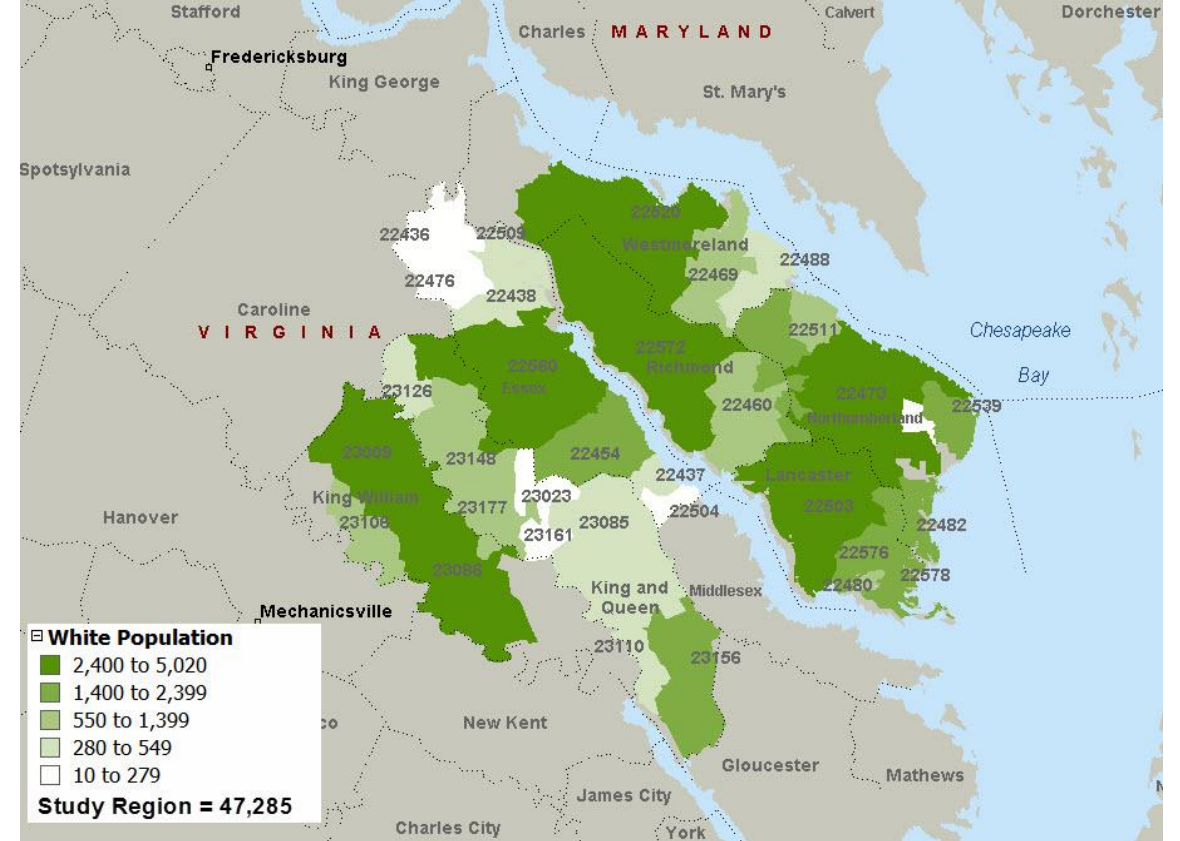 Stafford
Calvert
Dorchester
Charles
MARYLAND
Fredericksburg
King George
St. Mary's
Spotsylvania
22520
22436
22509
Westmoreland
22488
22469
22476
22438
Caroline
VIRGINIA
22511
Chesapeake
Bay
22572
Richmond
22560
Essex
23126
22473
22460
22539
Northumberland
23009
23148
22454
22437
Lancaster
King William
23023
22504
22503
23177
23085
Hanover
23106
23161
22482
22576
23086
22578
22480
King and
Queen
Middlesex
Mechanicsville
23110
23156
White Population
2,400 to 5,020
1,400 to 2,399
550 to 1,399
280 to 549
10 to 279
Study Region = 47,285
co
New Kent
Gloucester
Mathews
James City
Charles City
York